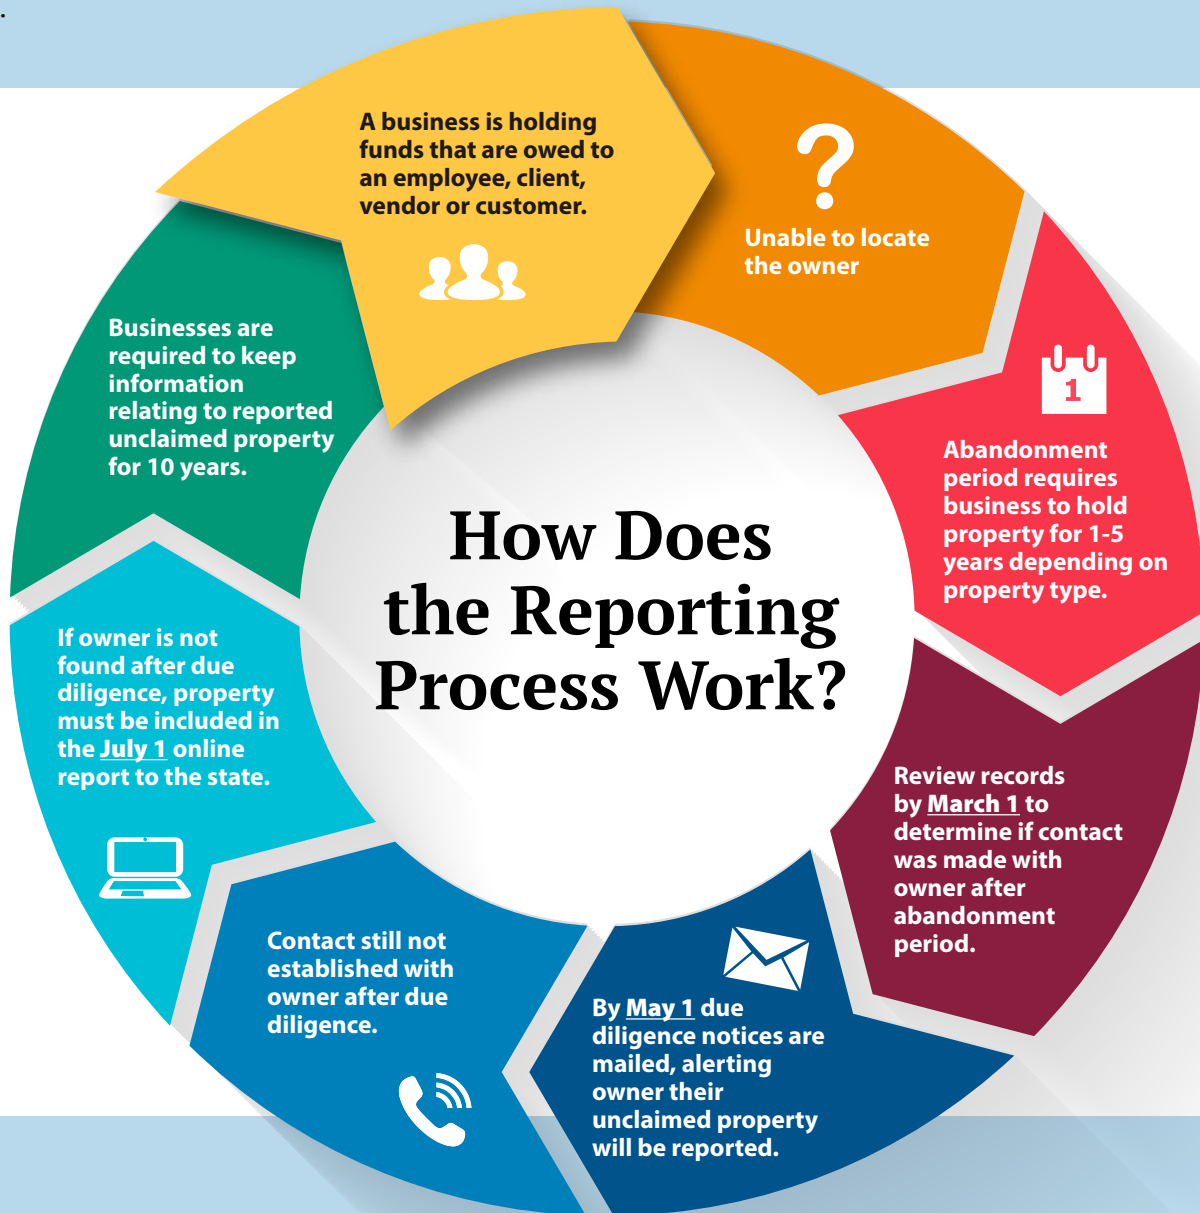 .
A business is holding
funds that are owed to
an employee, client,
vendor or customer.
Unable to locate
the owner
1
Abandonment
period requires
business to hold
property for 1-5
years depending on
property type.
Review records
by March 1 to
determine if contact
was made with
owner after
abandonment
period.
By May 1 due
diligence notices are
mailed, alerting
owner their
unclaimed property
will be reported.
Contact still not
established with
owner after due
diligence.
If owner is not
found after due
diligence, property
must be included in
the July 1 online
report to the state.
Businesses are
required to keep
information
relating to reported
unclaimed property
for 10 years.
How Does
the Reporting
Process Work?